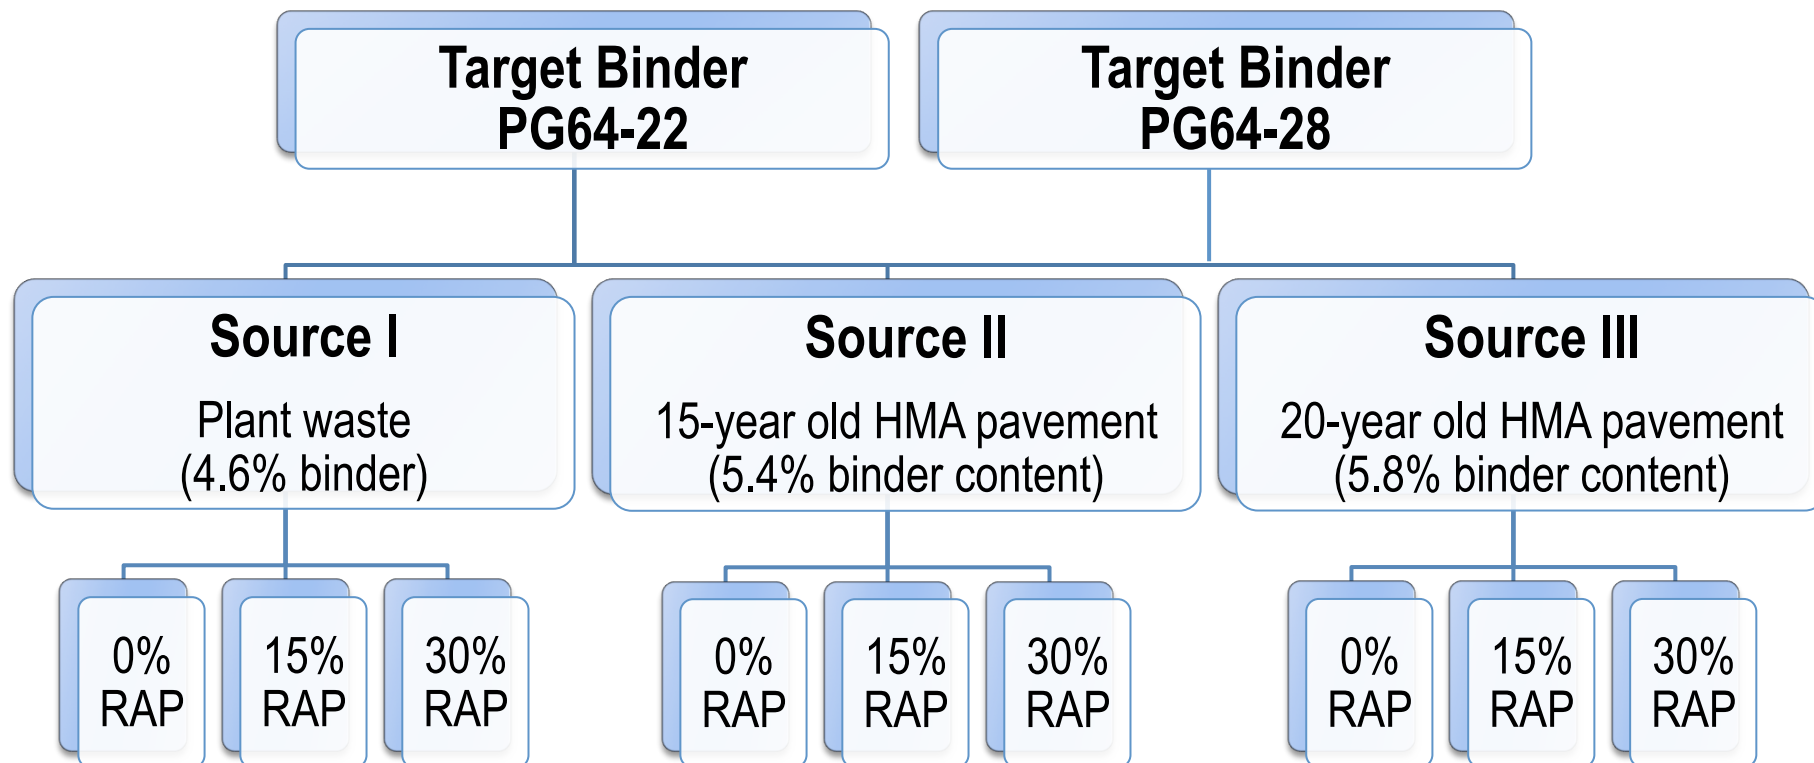 Target Binder
PG64-22
Target Binder
PG64-28
Source I
Plant waste
(4.6% binder)
Source II
15-year old HMA pavement
(5.4% binder content)
Source III
20-year old HMA pavement
(5.8% binder content)
0%
RAP
15%
RAP
30%
RAP
0%
RAP
15%
RAP
30%
RAP
0%
RAP
15%
RAP
30%
RAP